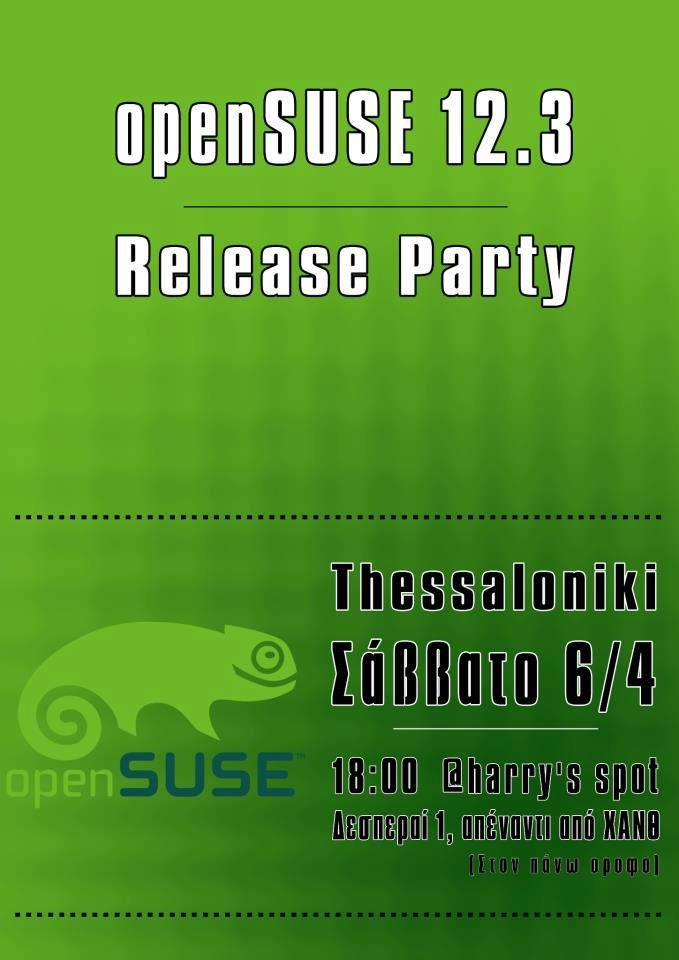 openSUSE 12.3
Release Party
Thessaloniki
Σάββατο 6/4
openSUSE™
18:00 @harry's spot
Δεσπεραί 1, απέναντι από ΧΑΝΘ
(Στον πάνω οροφο)